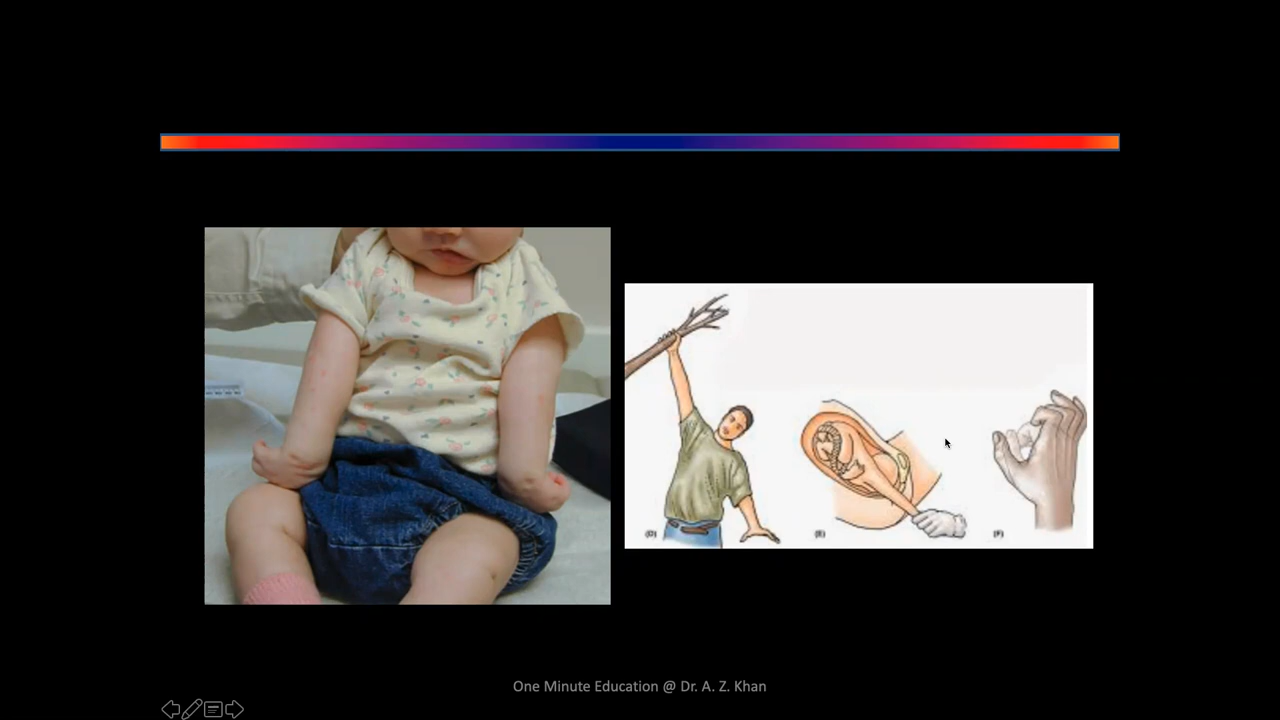 (D)
(E)
(F)
One Minute Education @ Dr. A. Z. Khan